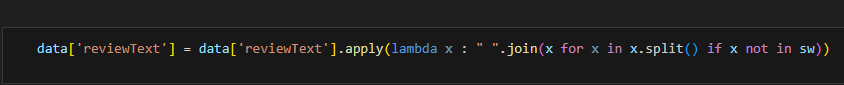 data['reviewText'] = data['reviewText'].apply(lambda x : " ".join(x for x in x.split() if x not in sw))